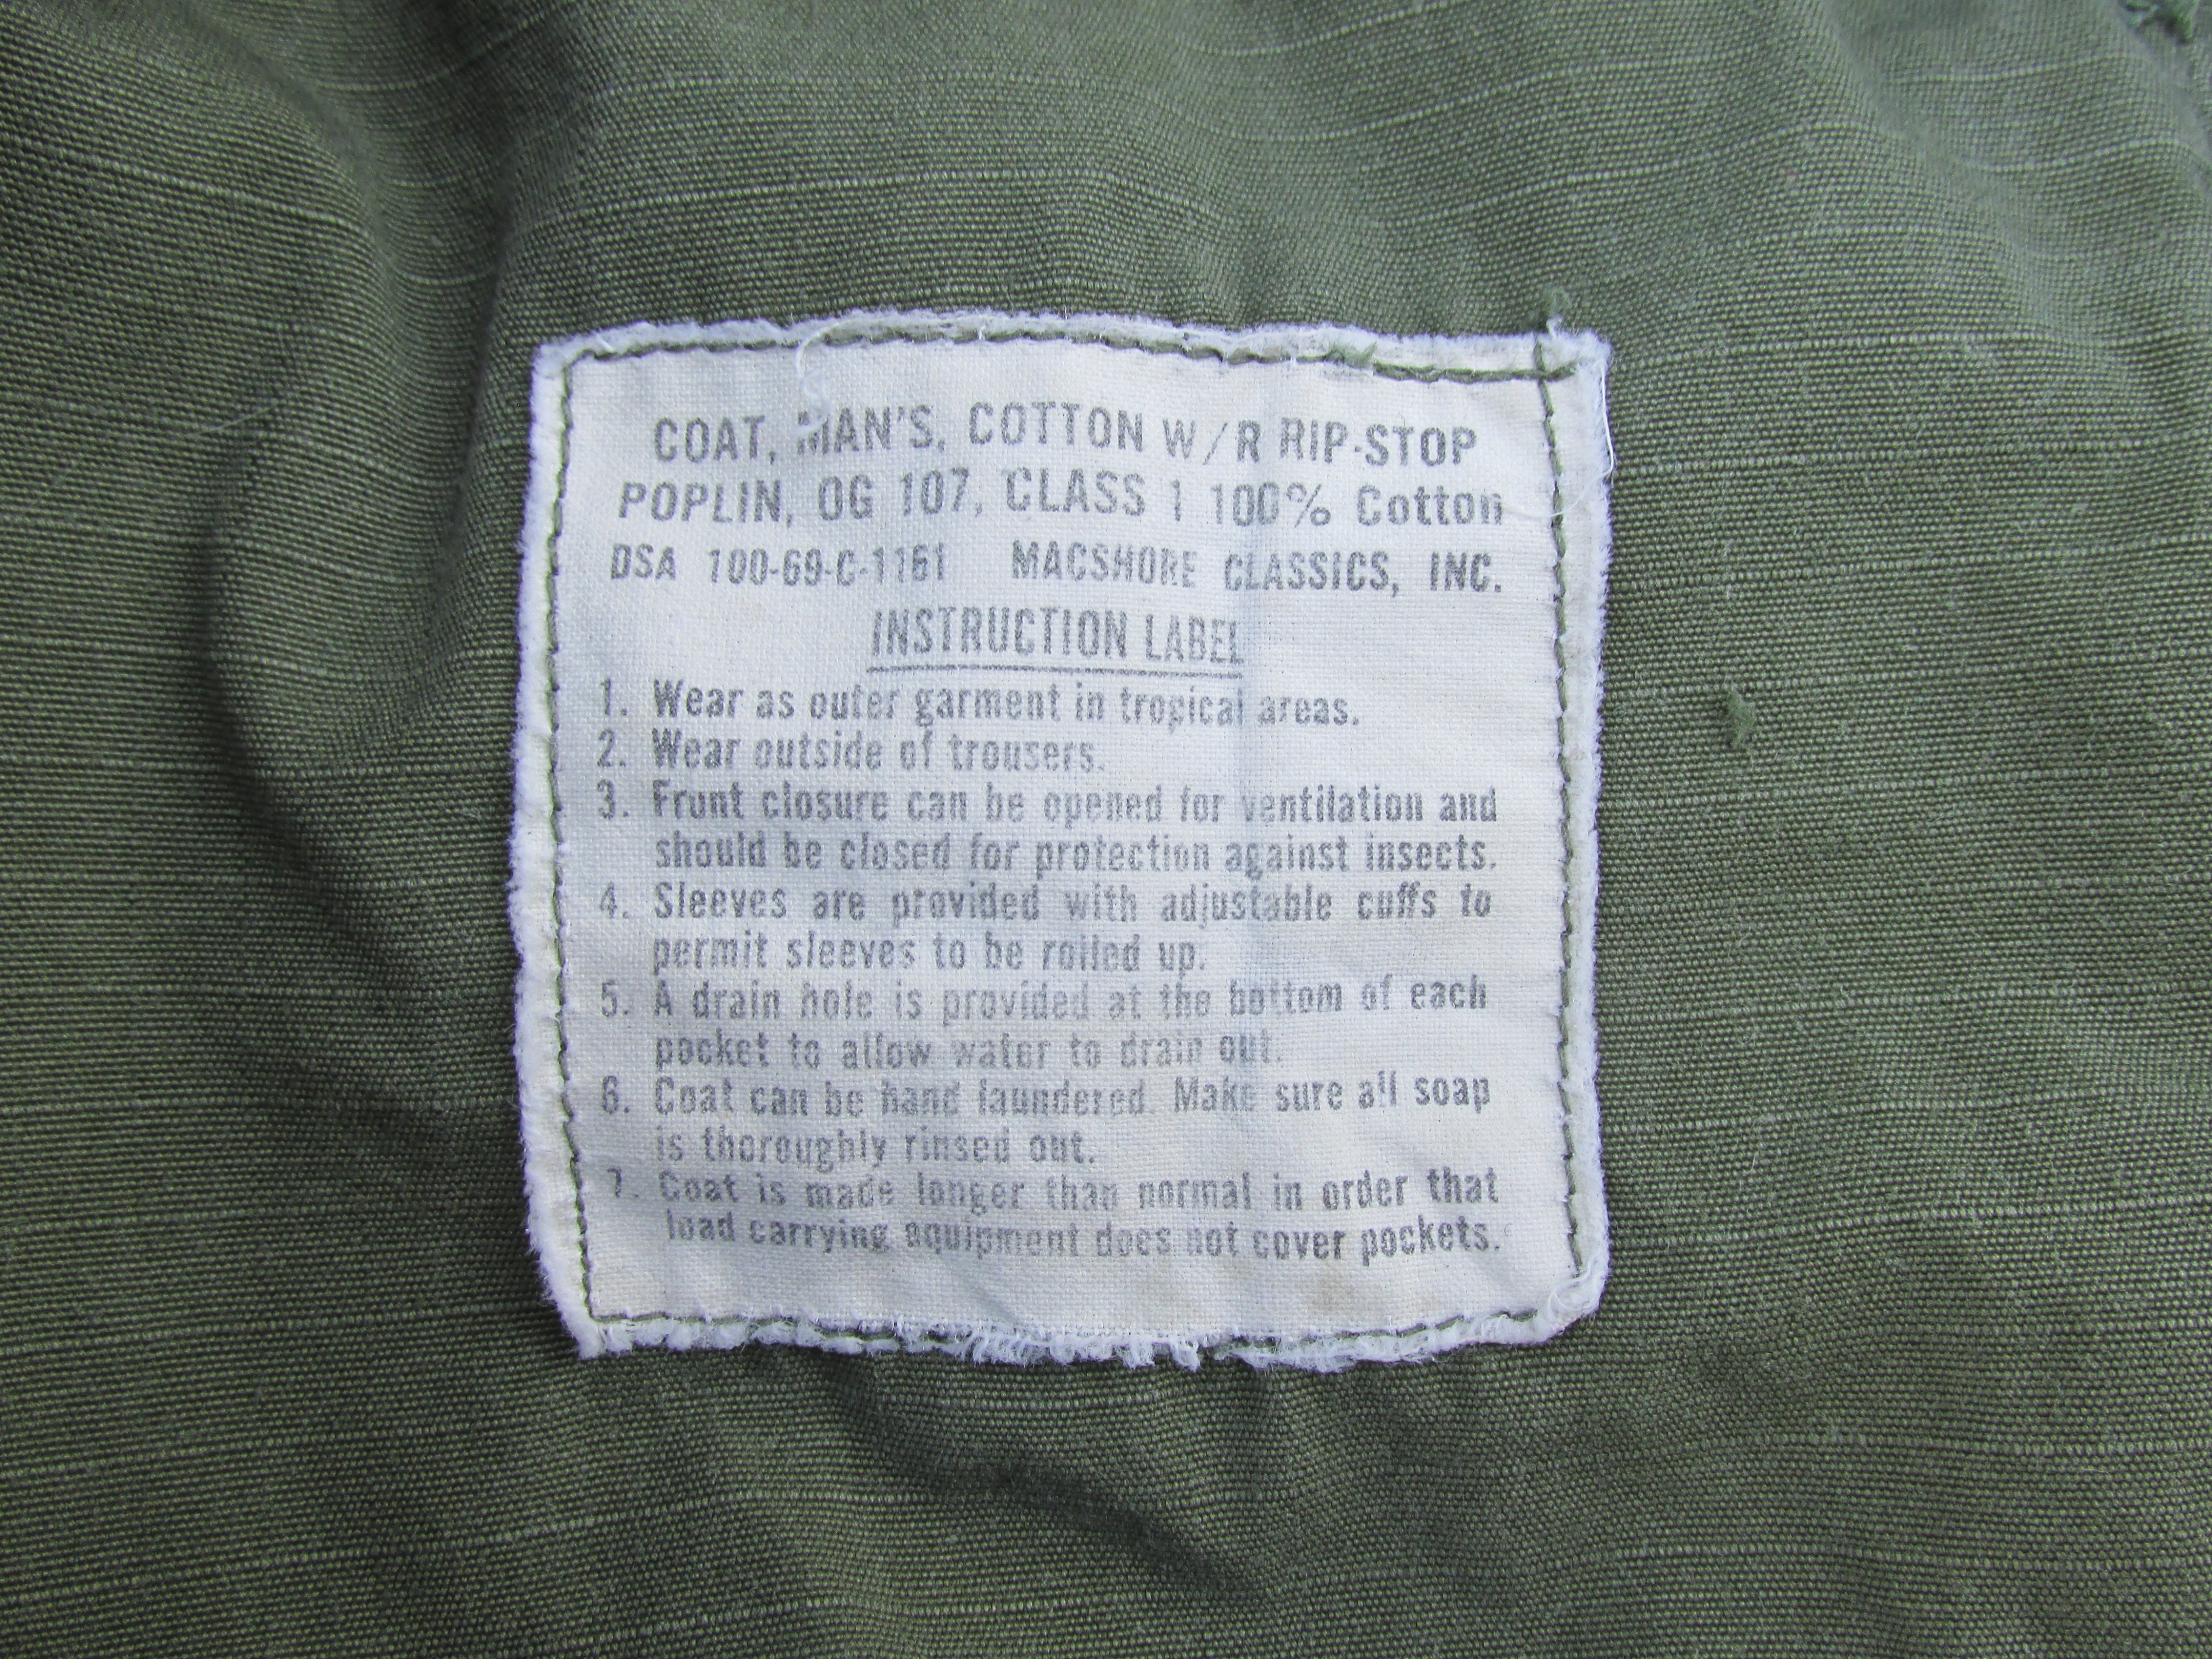 COAT, MAN'S, COTTON W/R RIP-STOP
POPLIN, OG 107, CLASS 1 100% Cotton
DSA 100-69-C-1161 MACSHORE CLASSICS, INC.
INSTRUCTION LABEL
1. Wear as outer garment in tropical areas.
2. Wear outside of trousers.
3. Front closure can be opened for ventilation and
should be closed for protection against insects.
4. Sleeves are provided with adjustable cuffs to
permit sleeves to be rolled up.
5. A drain hole is provided at the bottom of each
pocket to allow water to drain out.
6. Coat can be hand laundered. Make sure all soap
is thoroughly rinsed out.
7. Coat is made longer than normal in order that
load carrying equipment does not cover pockets.